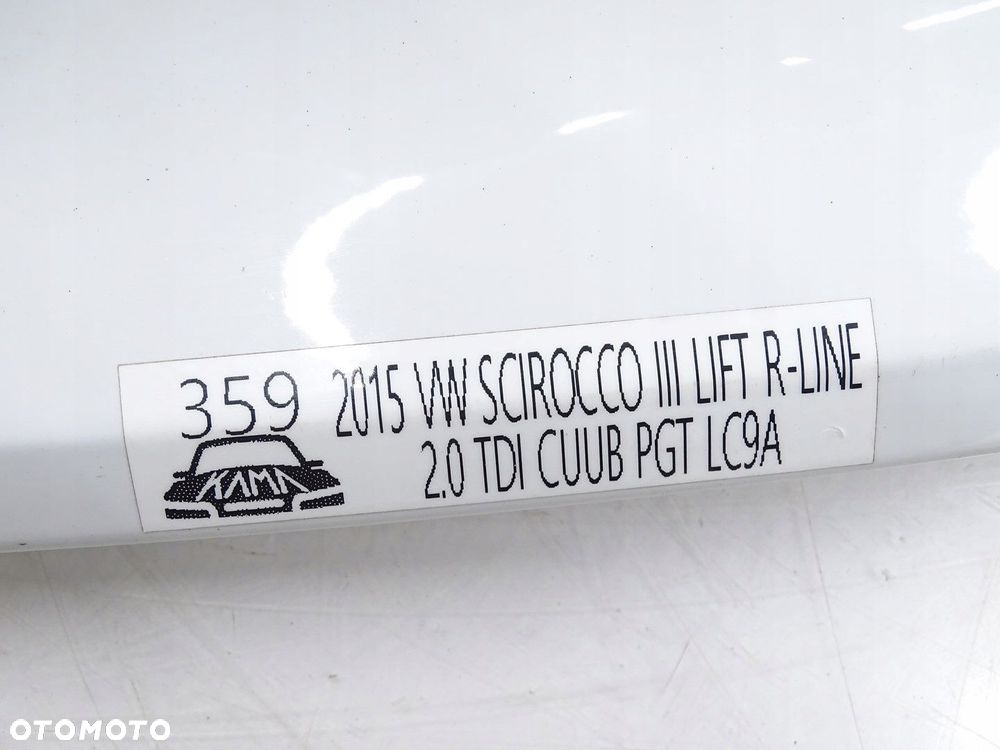 359 2015 VW SCIROCCO III LIFT R-LINE
KAMA 2.0 TDI CUUB PGT LC9A
OTOMOTO